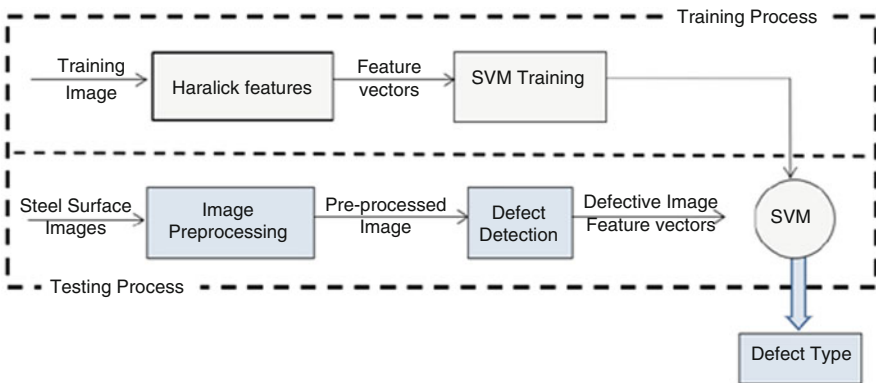 Training Process
Training
Image
Haralick features
Feature
vectors
SVM Training
Steel Surface
Images
Image
Preprocessing
Pre-processed
Image
Defect
Detection
Defective Image
Feature vectors
SVM
Testing Process
Defect Type